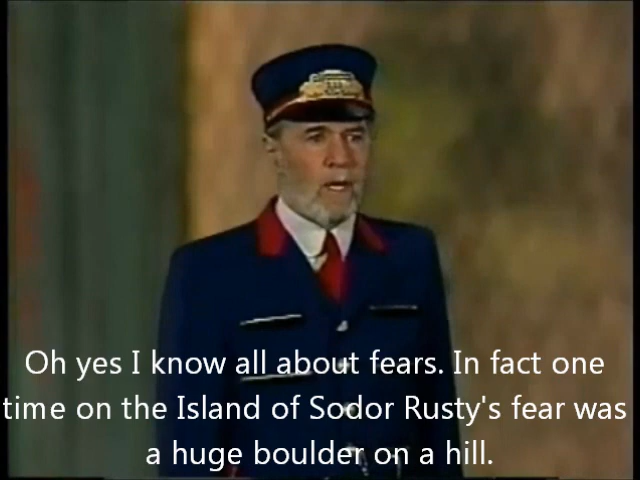 Oh yes I know all about fears. In fact one
time on the Island of Sodor Rusty's fear was
a huge boulder on a hill.